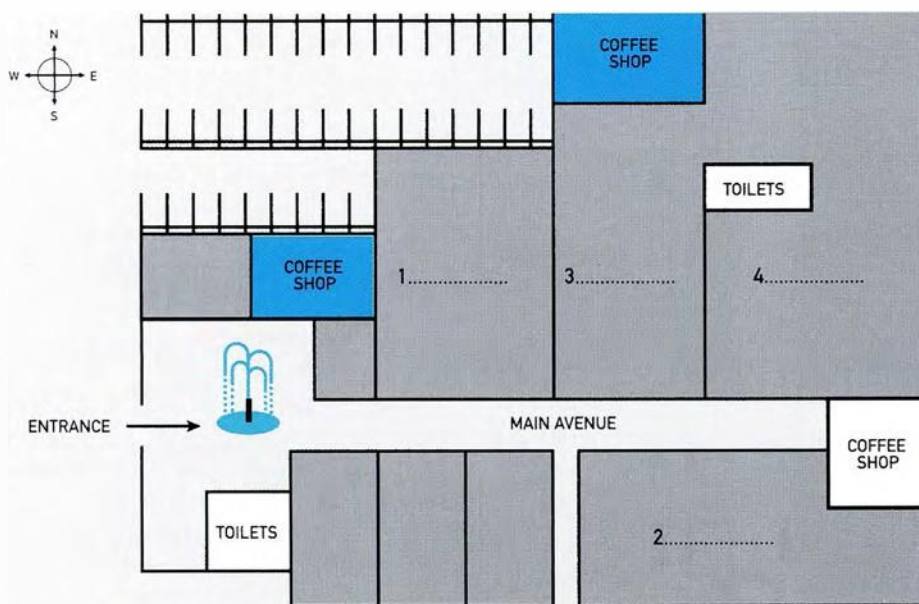 N
W E
S
COFFEE
SHOP
TOILETS
COFFEE
SHOP
1....................
3....................
4....................
ENTRANCE
MAIN AVENUE
COFFEE
SHOP
TOILETS
2....................